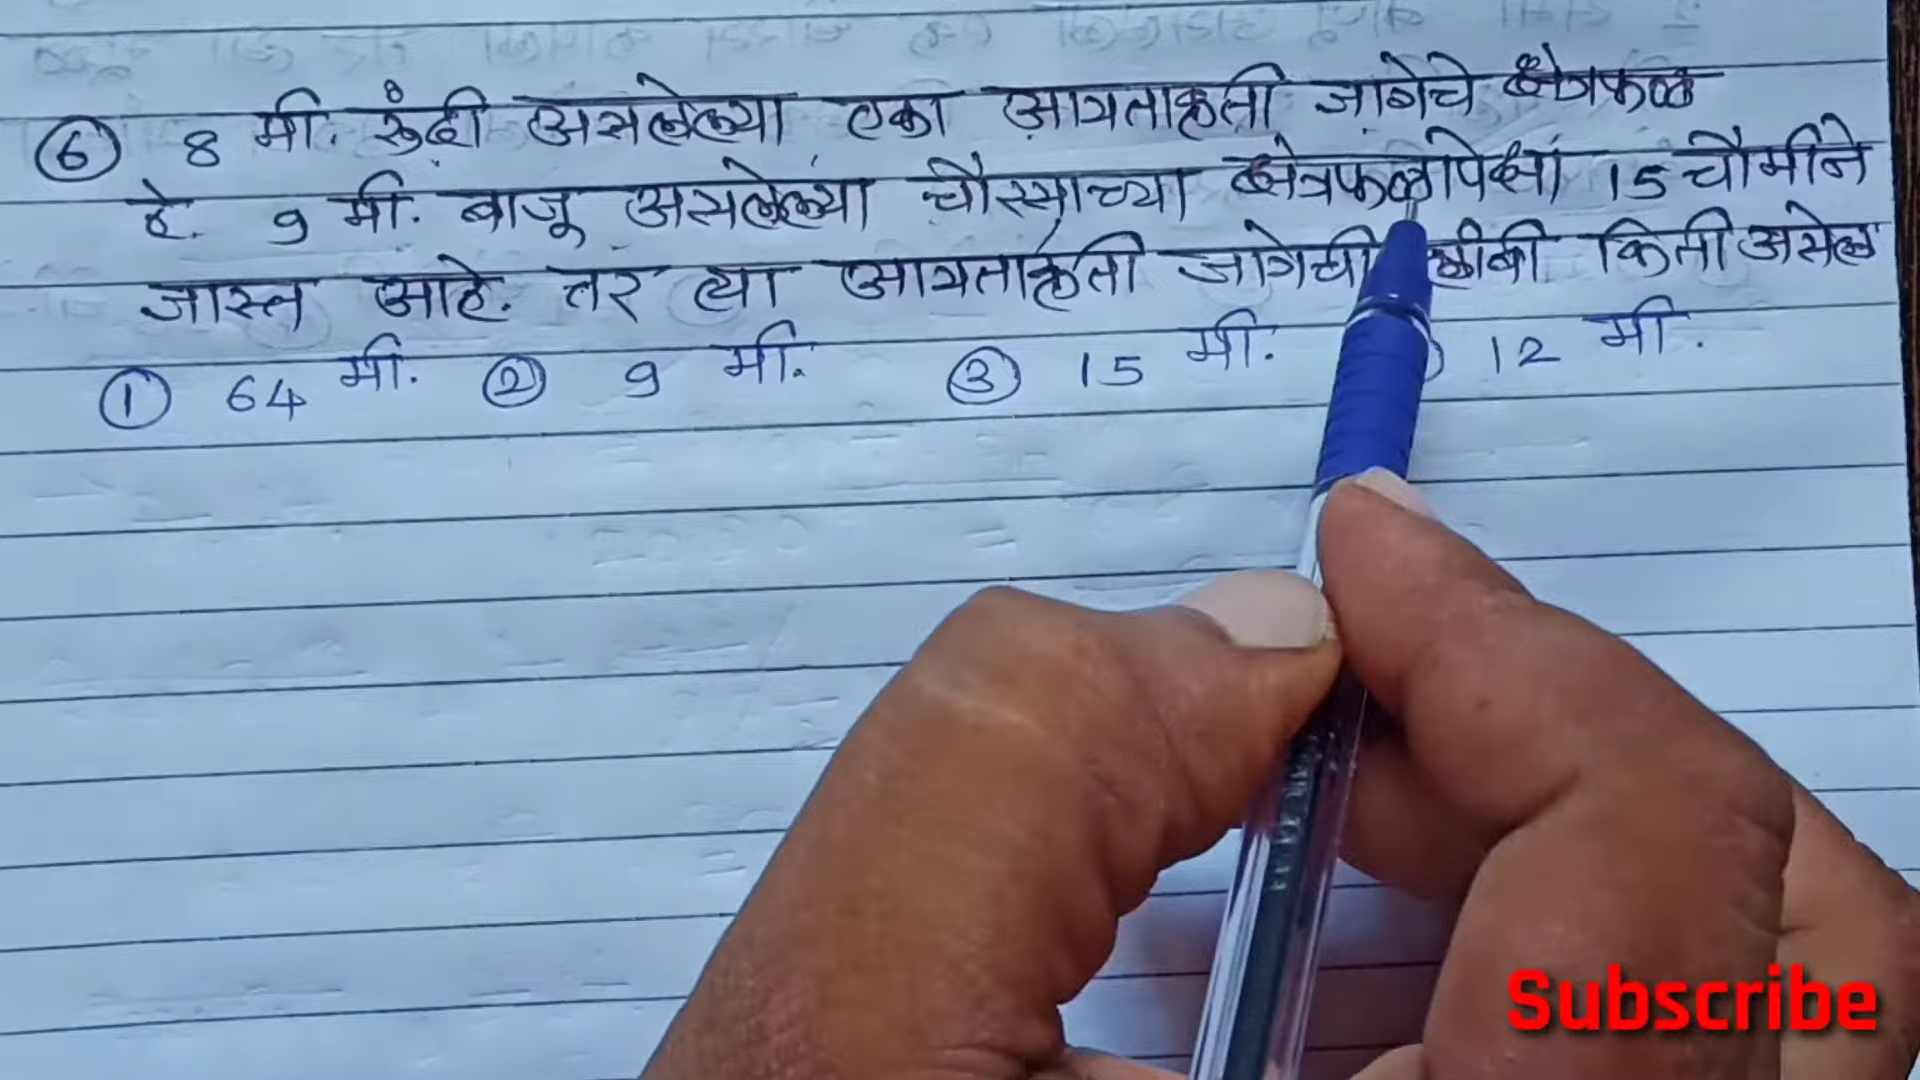 ⑥ 8 मी. रुंदी असलेल्या एका आयताकृती जागेचे क्षेत्रफळ
हे 9 मी. बाजू असलेल्या चौरसाच्या क्षेत्रफळापेक्षा 15 चौमीने
जास्त आहे. तर त्या आयताकृती जागेची लांबी किती असेल
① 64 मी. ② 9 मी. ③ 15 मी. 12 मी.
Subscribe